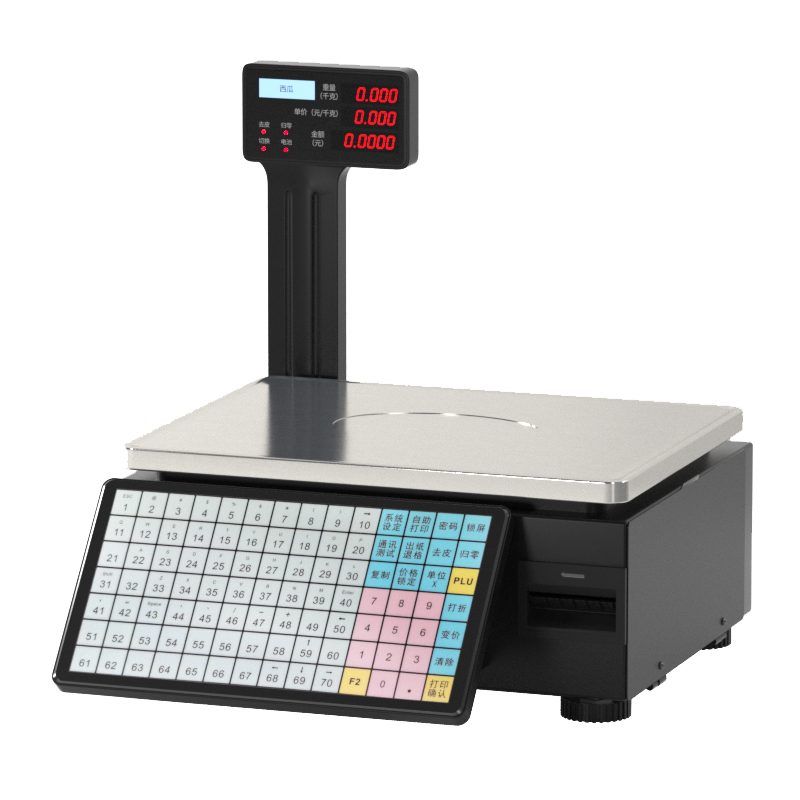 西瓜 重量 (千克) 0.000
单价 (元/千克) 0.000
去皮 归零 金额 (元) 0.0000
切换 电池
ESC
1 2 3 4 5 6 7 8 9 10 系统设定 自助打印 密码 锁屏
11 12 13 14 15 16 17 18 19 20 通讯测试 出纸退格 去皮 归零
21 22 23 24 25 26 27 28 29 30 复制 价格锁定 单位 x PLU
31 32 33 34 35 36 37 38 39 40 7 8 9 打折
Space
41 42 43 44 45 46 47 48 49 50 4 5 6 变价
51 52 53 54 55 56 57 58 59 60 1 2 3 清除
61 62 63 64 65 66 67 68 69 70 F2 0 . 打印确认